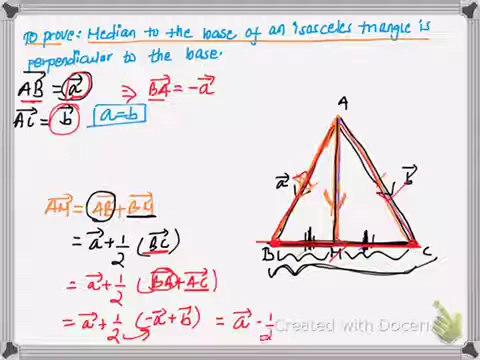 To prove: Median to the base of an isosceles triangle is
perpendicular to the base.
AB⃗ = a⃗ ⇒ BA⃗ = -a⃗
AC⃗ = b⃗ a=b
A
a⃗ b⃗
B M C
AM⃗ = AB⃗ + BM⃗
= a⃗ + 1/2 (BC⃗)
= a⃗ + 1/2 (BA⃗ + AC⃗)
= a⃗ + 1/2 (-a⃗ + b⃗) = a⃗ - 1/2
Created with Doceri